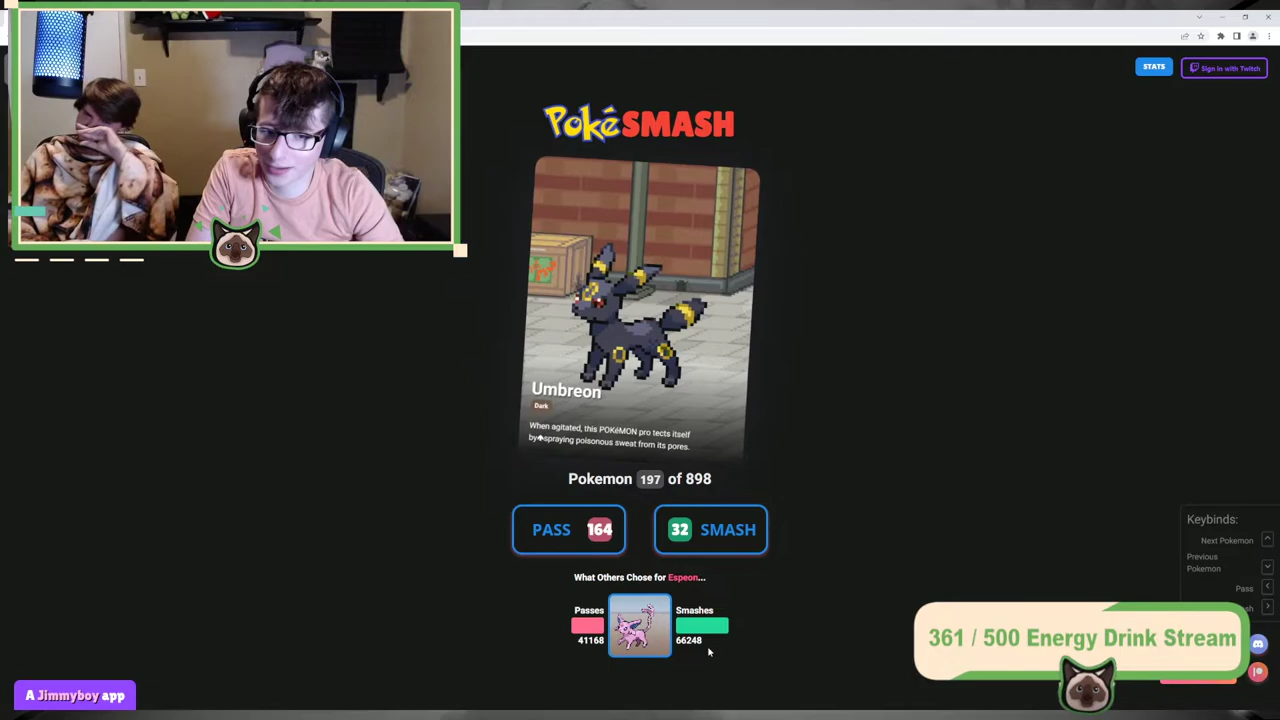 STATS
Sign in with Twitch
PokéSMASH
Umbreon
Dark
When agitated, this POKéMON pro tects itself
by spraying poisonous sweat from its pores.
Pokemon 197 of 898
PASS 164
32 SMASH
What Others Chose for Espeon...
Passes
41168
Smashes
66248
Keybinds:
Next Pokemon
Previous
Pokemon
Pass
361 / 500 Energy Drink Stream
A Jimmyboy app